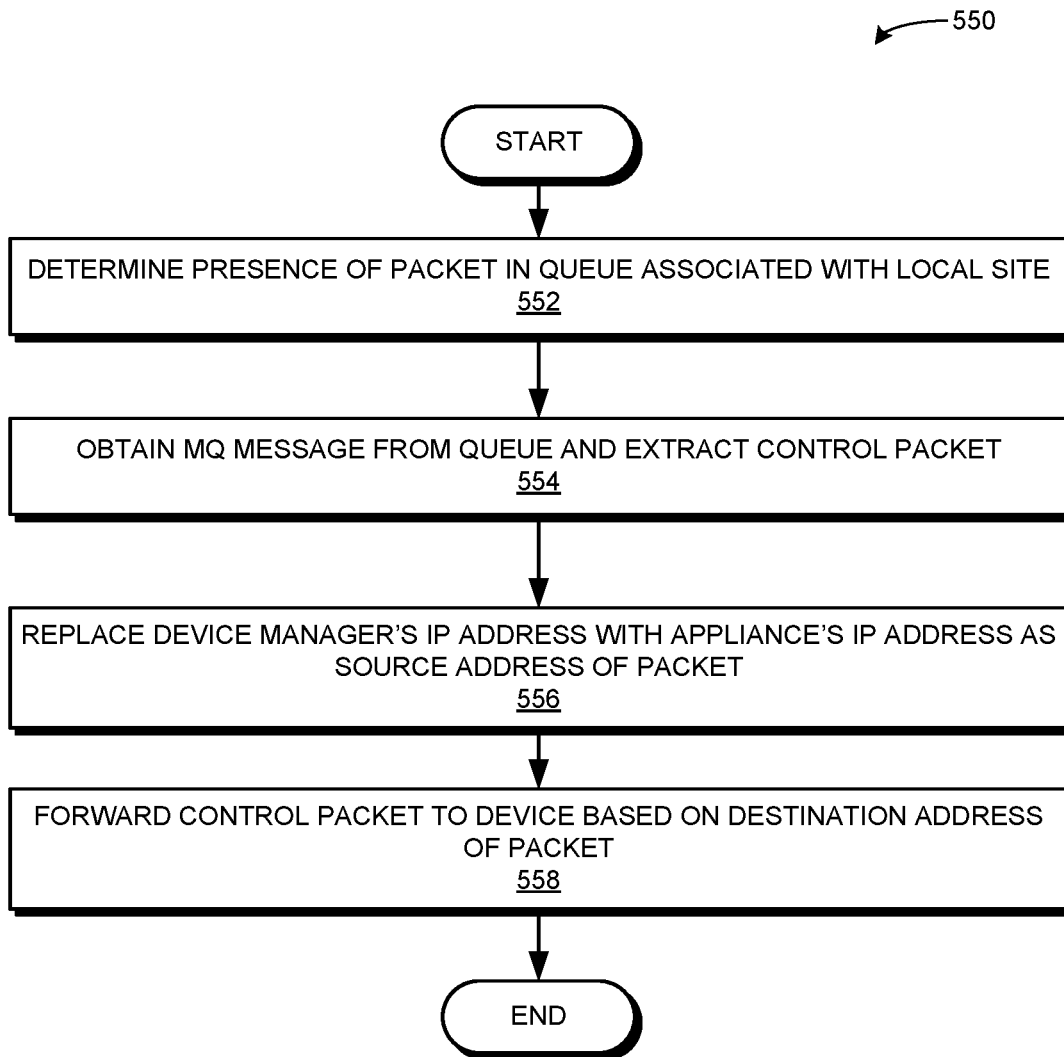 550
START
DETERMINE PRESENCE OF PACKET IN QUEUE ASSOCIATED WITH LOCAL SITE
552
OBTAIN MQ MESSAGE FROM QUEUE AND EXTRACT CONTROL PACKET
554
REPLACE DEVICE MANAGER'S IP ADDRESS WITH APPLIANCE'S IP ADDRESS AS
SOURCE ADDRESS OF PACKET
556
FORWARD CONTROL PACKET TO DEVICE BASED ON DESTINATION ADDRESS
OF PACKET
558
END